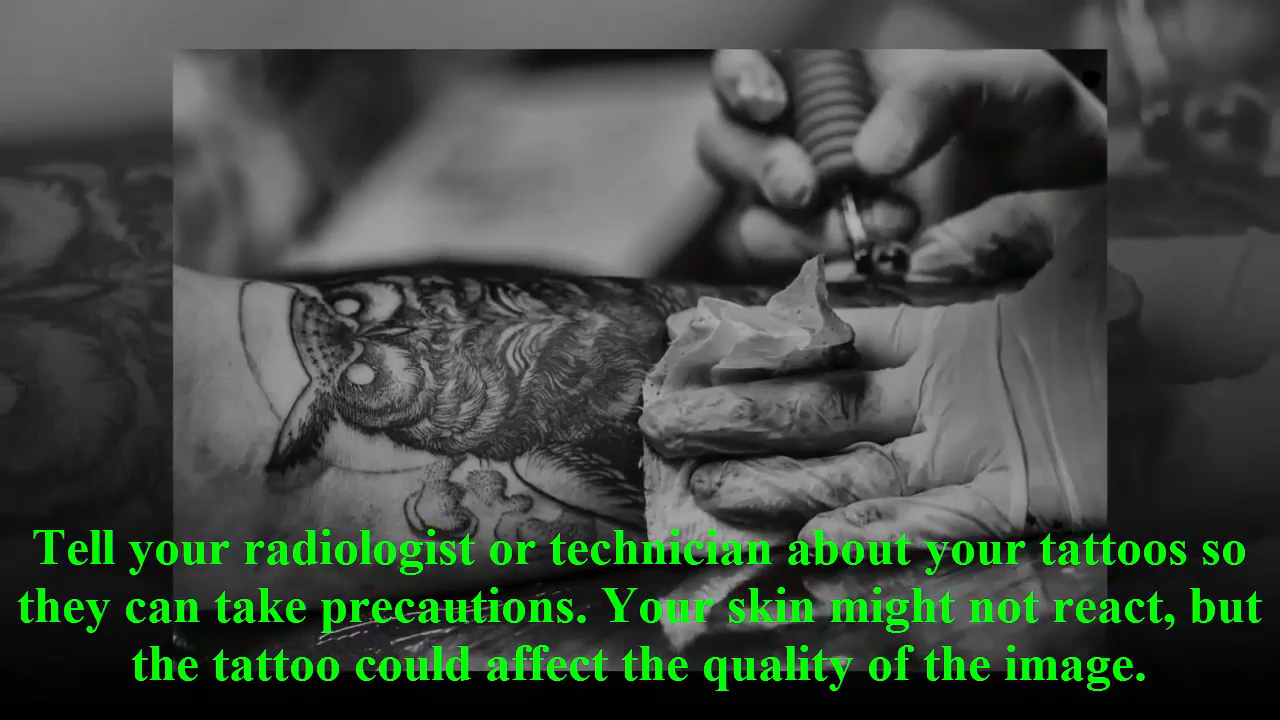 Tell your radiologist or technician about your tattoos so
they can take precautions. Your skin might not react, but
the tattoo could affect the quality of the image.